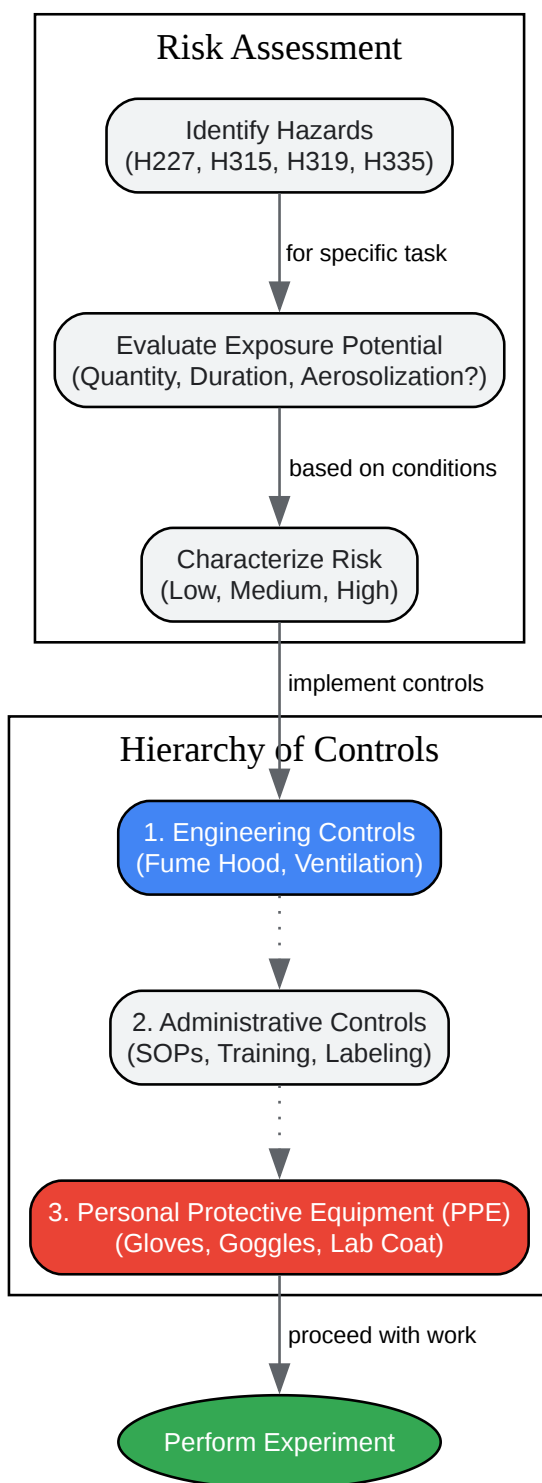 Risk Assessment
Identify Hazards
(H227, H315, H319, H335)
for specific task
Evaluate Exposure Potential
(Quantity, Duration, Aerosolization?)
based on conditions
Characterize Risk
(Low, Medium, High)
implement controls
Hierarchy of Controls
1. Engineering Controls
(Fume Hood, Ventilation)
2. Administrative Controls
(SOPs, Training, Labeling)
3. Personal Protective Equipment (PPE)
(Gloves, Goggles, Lab Coat)
proceed with work
Perform Experiment